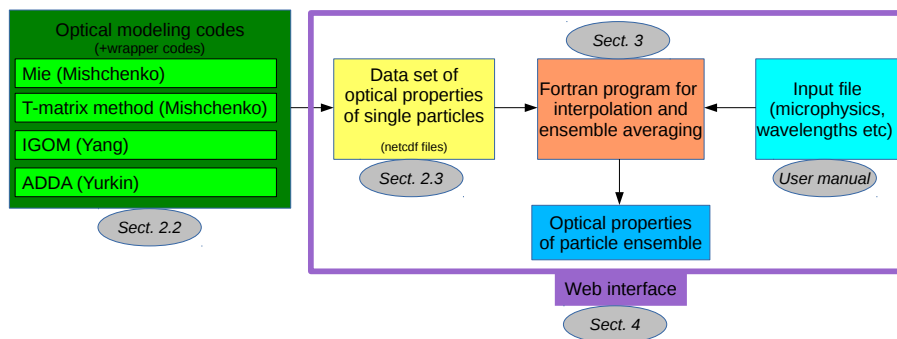 Optical modeling codes
(+wrapper codes)
Mie (Mishchenko)
T-matrix method (Mishchenko)
IGOM (Yang)
ADDA (Yurkin)
Sect. 2.2
Data set of
optical properties
of single particles
(netcdf files)
Sect. 2.3
Sect. 3
Fortran program for
interpolation and
ensemble averaging
Input file
(microphysics,
wavelengths etc)
User manual
Optical properties
of particle ensemble
Web interface
Sect. 4